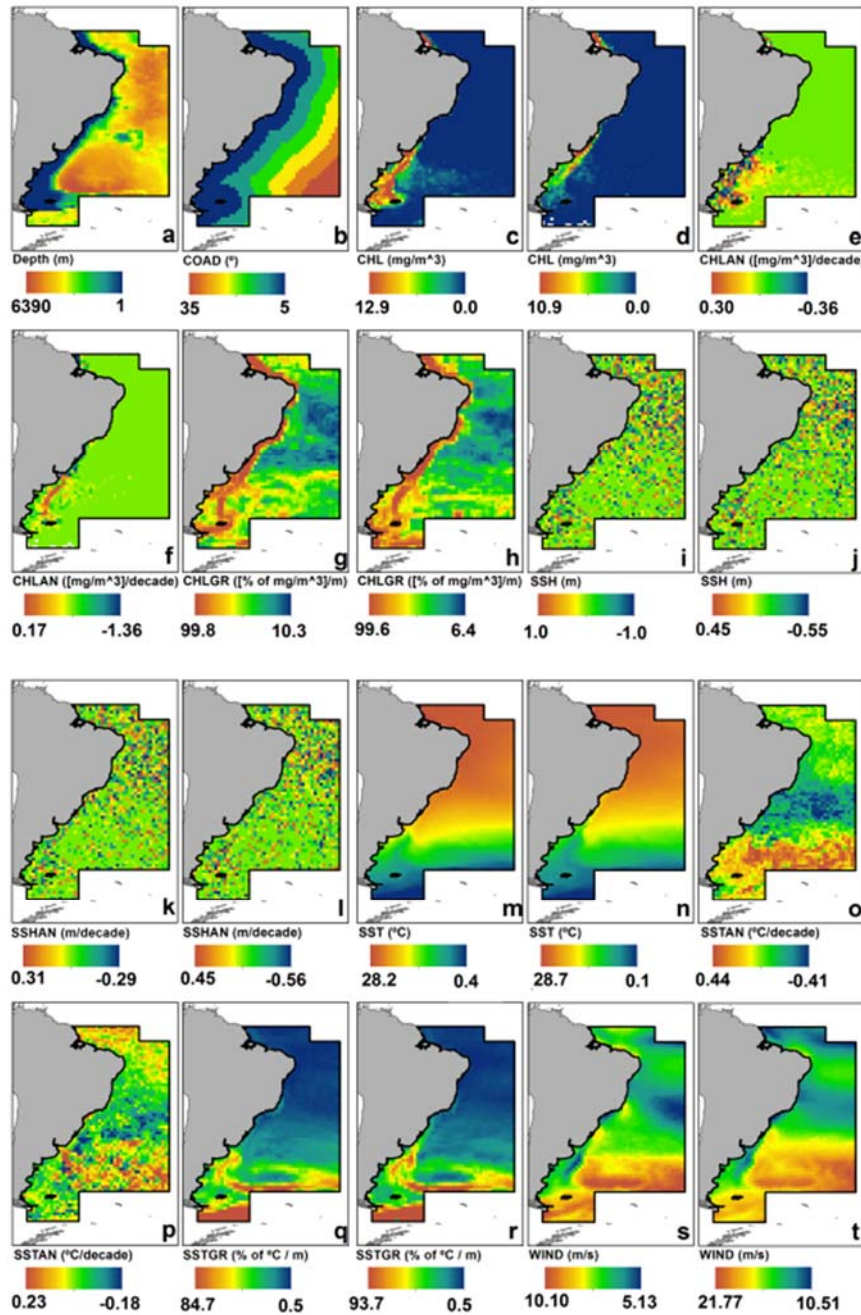 a b c d e
Depth (m) COAD (º) CHL (mg/m^3) CHL (mg/m^3) CHLAN ([mg/m^3]/decade)
6390 1 35 5 12.9 0.0 10.9 0.0 0.30 -0.36
f g h i j
CHLAN ([mg/m^3]/decade) CHLGR ([% of mg/m^3]/m) CHLGR ([% of mg/m^3]/m) SSH (m) SSH (m)
0.17 -1.36 99.8 10.3 99.6 6.4 1.0 -1.0 0.45 -0.55
k l m n o
SSHAN (m/decade) SSHAN (m/decade) SST (ºC) SST (ºC) SSTAN (ºC/decade)
0.31 -0.29 0.45 -0.56 28.2 0.4 28.7 0.1 0.44 -0.41
p q r s t
SSTAN (ºC/decade) SSTGR (% of ºC / m) SSTGR (% of ºC / m) WIND (m/s) WIND (m/s)
0.23 -0.18 84.7 0.5 93.7 0.5 10.10 5.13 21.77 10.51